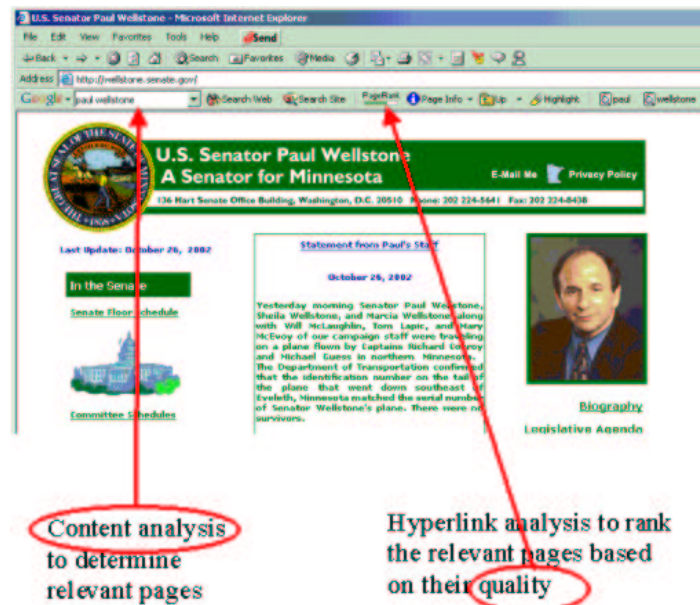 U.S. Senator Paul Wellstone - Microsoft Internet Explorer
File Edit View Favorites Tools Help Send
Back Search Favorites Media
Address http://wellstone.senate.gov/
Google paul wellstone Search Web Search Site PageRank Page Info Up Highlight paul wellstone
U.S. Senator Paul Wellstone
A Senator for Minnesota
E-Mail Me Privacy Policy
136 Hart Senate Office Building, Washington, D.C. 20510 Phone: 202 224-5641 Fax: 202 224-8438
Last Update: October 26, 2002
Statement from Paul's Staff
In the Senate
October 26, 2002
Senate Floor Schedule
Yesterday morning Senator Paul Wellstone,
Sheila Wellstone, and Marcia Wellstone along
with Will McLaughlin, Tom Lapic, and Mary
McEvoy of our campaign staff were traveling
on a plane flown by Captains Richard Conroy
and Michael Guess in northern Minnesota.
The Department of Transportation confirmed
that the identification number on the tail of
the plane that went down southeast of
Eveleth, Minnesota matched the serial number
of Senator Wellstone's plane. There were no
survivors.
Committee Schedules
Biography
Legislative Agenda
Content analysis
to determine
relevant pages
Hyperlink analysis to rank
the relevant pages based
on their quality